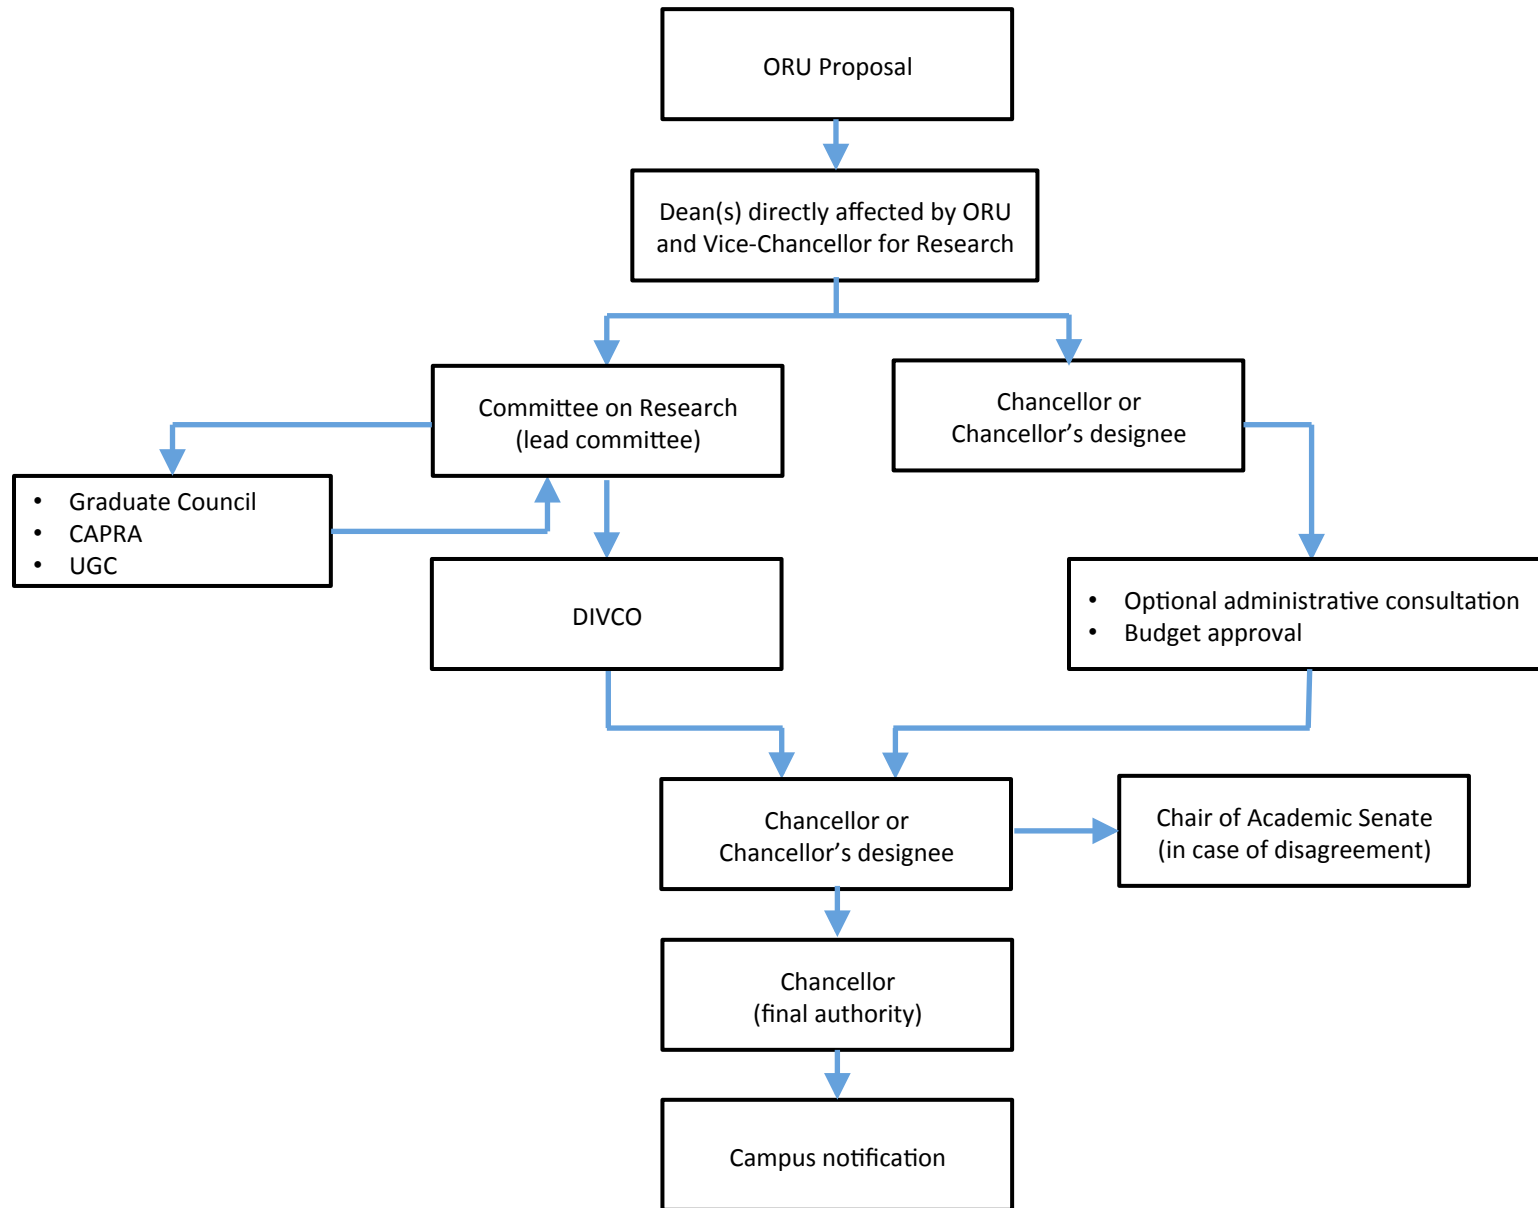 ORU Proposal
Dean(s) directly affected by ORU
and Vice-Chancellor for Research
Committee on Research
(lead committee)
Chancellor or
Chancellor’s designee
• Graduate Council
• CAPRA
• UGC
DIVCO
• Optional administrative consultation
• Budget approval
Chancellor or
Chancellor’s designee
Chair of Academic Senate
(in case of disagreement)
Chancellor
(final authority)
Campus notification